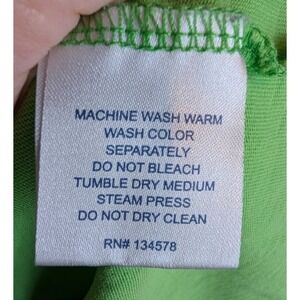 MACHINE WASH WARM
WASH COLOR
SEPARATELY
DO NOT BLEACH
TUMBLE DRY MEDIUM
STEAM PRESS
DO NOT DRY CLEAN
RN# 134578